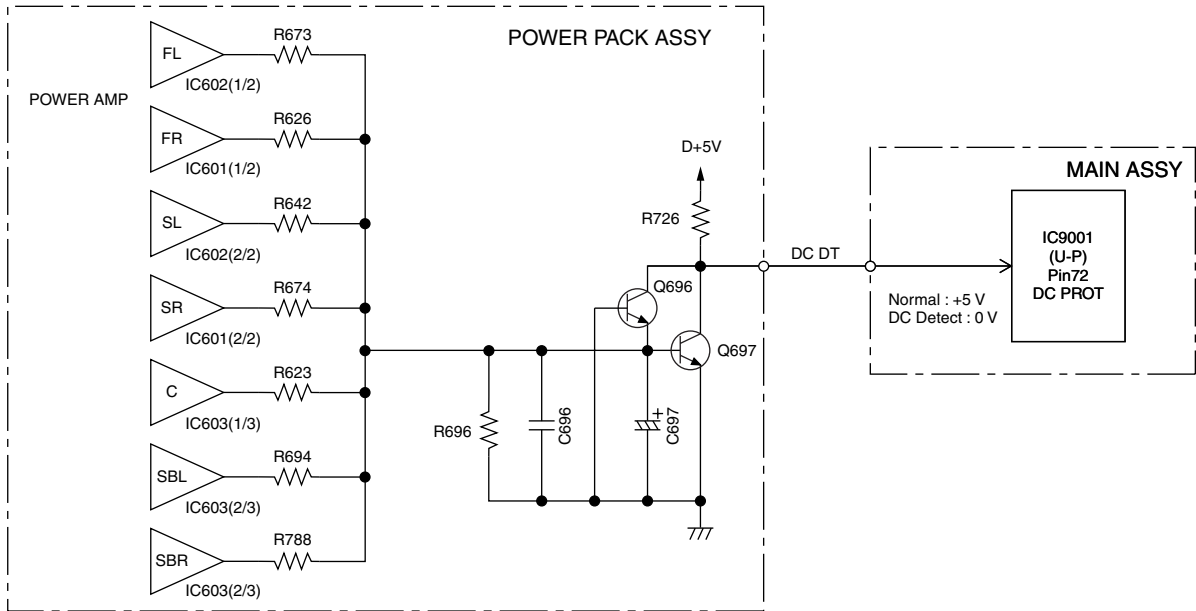 POWER PACK ASSY
POWER AMP
FL
R673
IC602(1/2)
FR
R626
IC601(1/2)
SL
R642
IC602(2/2)
SR
R674
IC601(2/2)
C
R623
IC603(1/3)
SBL
R694
IC603(2/3)
SBR
R788
IC603(2/3)
R696
C696
+
C697
Q696
Q697
D+5V
R726
DC DT
MAIN ASSY
IC9001
(U-P)
Pin72
DC PROT
Normal : +5 V
DC Detect : 0 V